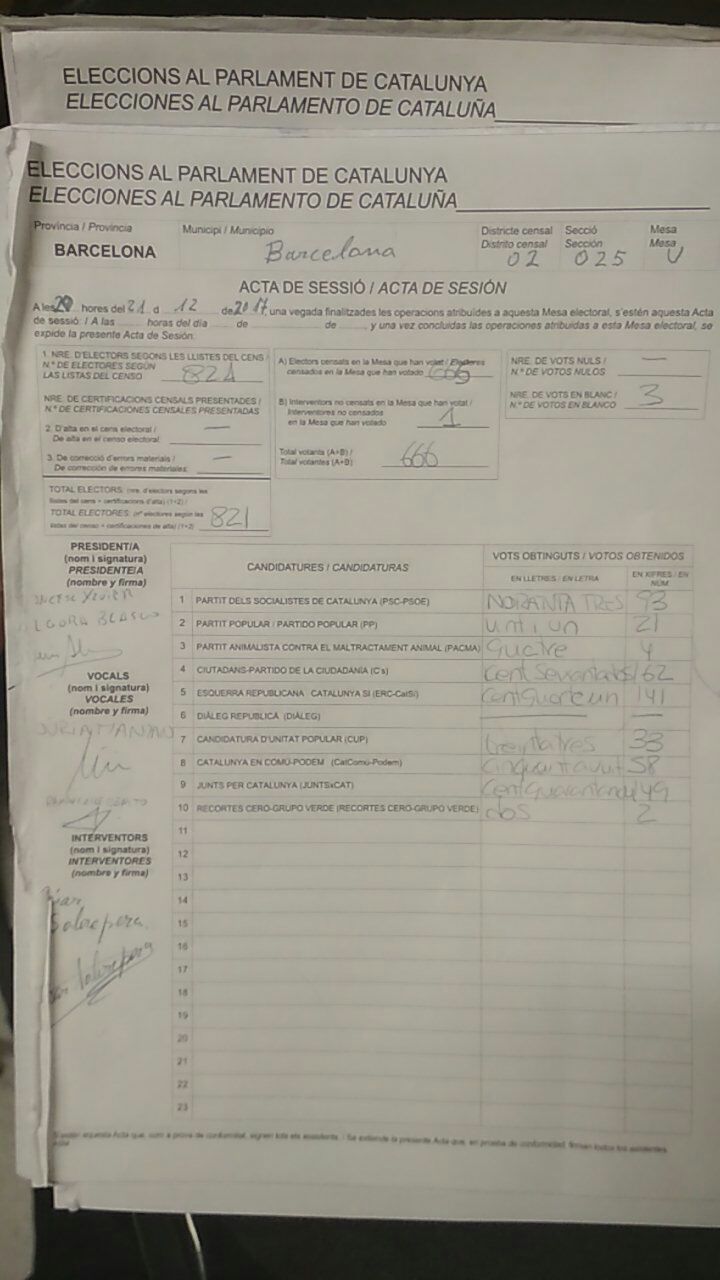 ELECCIONS AL PARLAMENT DE CATALUNYA
ELECCIONES AL PARLAMENTO DE CATALUÑA
ELECCIONS AL PARLAMENT DE CATALUNYA
ELECCIONES AL PARLAMENTO DE CATALUÑA
Província / Provincia Municipi / Municipio Districte censal Secció Mesa
BARCELONA Barcelona Distrito censal Sección Mesa
02 025 U
ACTA DE SESSIÓ / ACTA DE SESIÓN
A les 20 hores del 21 d 12 de 2017, una vegada finalitzades les operacions atribuïdes a aquesta Mesa electoral, s'estén aquesta Acta
de sessió: / A las horas del día de de , y una vez concluidas las operaciones atribuidas a esta Mesa electoral, se
expide la presente Acta de Sesión.
1. NRE. D'ELECTORS SEGONS LES LLISTES DEL CENS /
N.º DE ELECTORES SEGÚN
LAS LISTAS DEL CENSO 821
NRE. DE CERTIFICACIONS CENSALS PRESENTADES /
N.º DE CERTIFICACIONES CENSALES PRESENTADAS
2. D'alta en el cens electoral / —
De alta en el censo electoral:
3. De correcció d'errors materials / —
De corrección de errores materiales:
TOTAL ELECTORS: (nre. d'electors segons les
llistes del cens + certificacions d'alta) (1+2) /
TOTAL ELECTORES: (nº electores según las
listas del censo + certificaciones de alta) (1+2) 821
A) Electors censats en la Mesa que han votat / Electores
censados en la Mesa que han votado
B) Interventors no censats en la Mesa que han votat /
Interventores no censados
en la Mesa que han votado 1
Total votants (A+B) /
Total votantes (A+B) 666
NRE. DE VOTS NULS / —
N.º DE VOTOS NULOS
NRE. DE VOTS EN BLANC / 3
N.º DE VOTOS EN BLANCO
PRESIDENT/A
(nom i signatura)
PRESIDENTE/A
(nombre y firma)
XAVIER
BLASCO
VOCALS
(nom i signatura)
VOCALES
(nombre y firma)
INTERVENTORS
(nom i signatura)
INTERVENTORES
(nombre y firma)
CANDIDATURES / CANDIDATURAS VOTS OBTINGUTS / VOTOS OBTENIDOS
EN LLETRES / EN LETRA EN XIFRES / EN NÚM
1 PARTIT DELS SOCIALISTES DE CATALUNYA (PSC-PSOE) NORANTA TRES 93
2 PARTIT POPULAR / PARTIDO POPULAR (PP) vint i un 21
3 PARTIT ANIMALISTA CONTRA EL MALTRACTAMENT ANIMAL (PACMA) quatre 4
4 CIUTADANS-PARTIDO DE LA CIUDADANÍA (C's) 162
5 ESQUERRA REPUBLICANA CATALUNYA SÍ (ERC-CatSí) 141
6 DIÀLEG REPUBLICÀ (DIÀLEG) —
7 CANDIDATURA D'UNITAT POPULAR (CUP) trenta tres 33
8 CATALUNYA EN COMÚ-PODEM (CatComú-Podem) cinquanta vuit 58
9 JUNTS PER CATALUNYA (JUNTSxCAT) 149
10 RECORTES CERO-GRUPO VERDE (RECORTES CERO-GRUPO VERDE) dos 2
11
12
13
14
15
16
17
18
19
20
21
22
23
S'estén aquesta Acta que, com a prova de conformitat, signen tots els assistents. / Se extiende la presente Acta que, en prueba de conformidad, firman todos los asistentes.